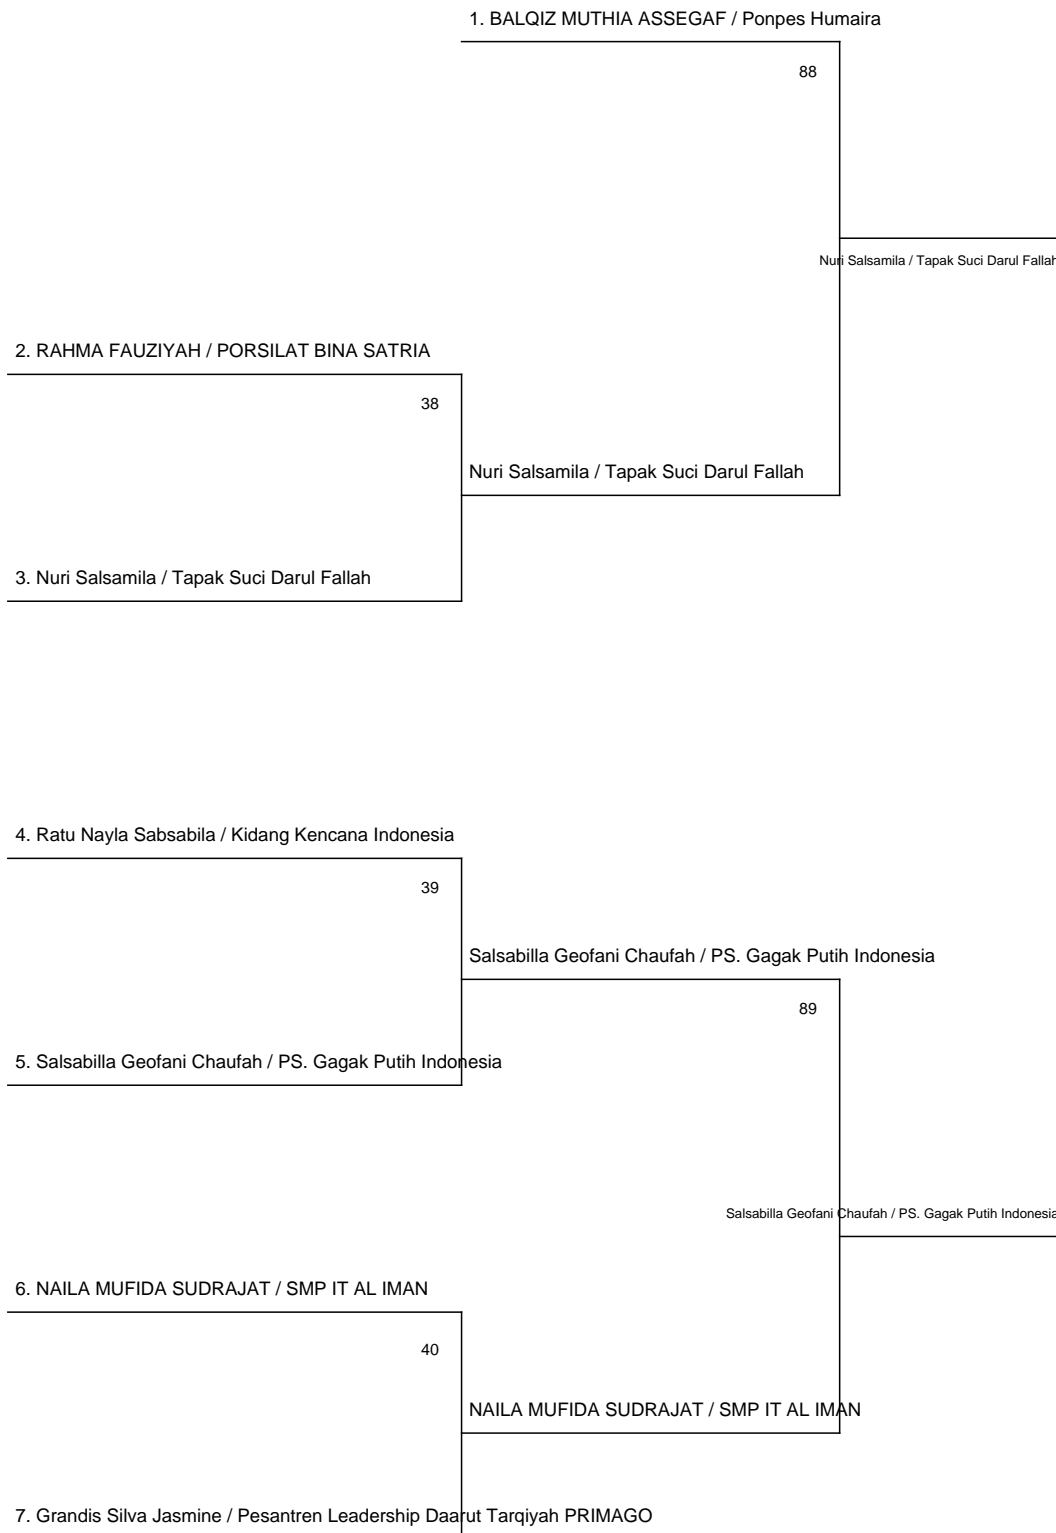 1. BALQIZ MUTHIA ASSEGAF / Ponpes Humaira
88
Nuri Salsamila / Tapak Suci Darul Fallah
2. RAHMA FAUZIYAH / PORSILAT BINA SATRIA
38
Nuri Salsamila / Tapak Suci Darul Fallah
3. Nuri Salsamila / Tapak Suci Darul Fallah
4. Ratu Nayla Sabsabila / Kidang Kencana Indonesia
39
Salsabilla Geofani Chaufah / PS. Gagak Putih Indonesia
89
5. Salsabilla Geofani Chaufah / PS. Gagak Putih Indonesia
Salsabilla Geofani Chaufah / PS. Gagak Putih Indonesia
6. NAILA MUFIDA SUDRAJAT / SMP IT AL IMAN
40
NAILA MUFIDA SUDRAJAT / SMP IT AL IMAN
7. Grandis Silva Jasmine / Pesantren Leadership Daarut Tarqiyah PRIMAGO